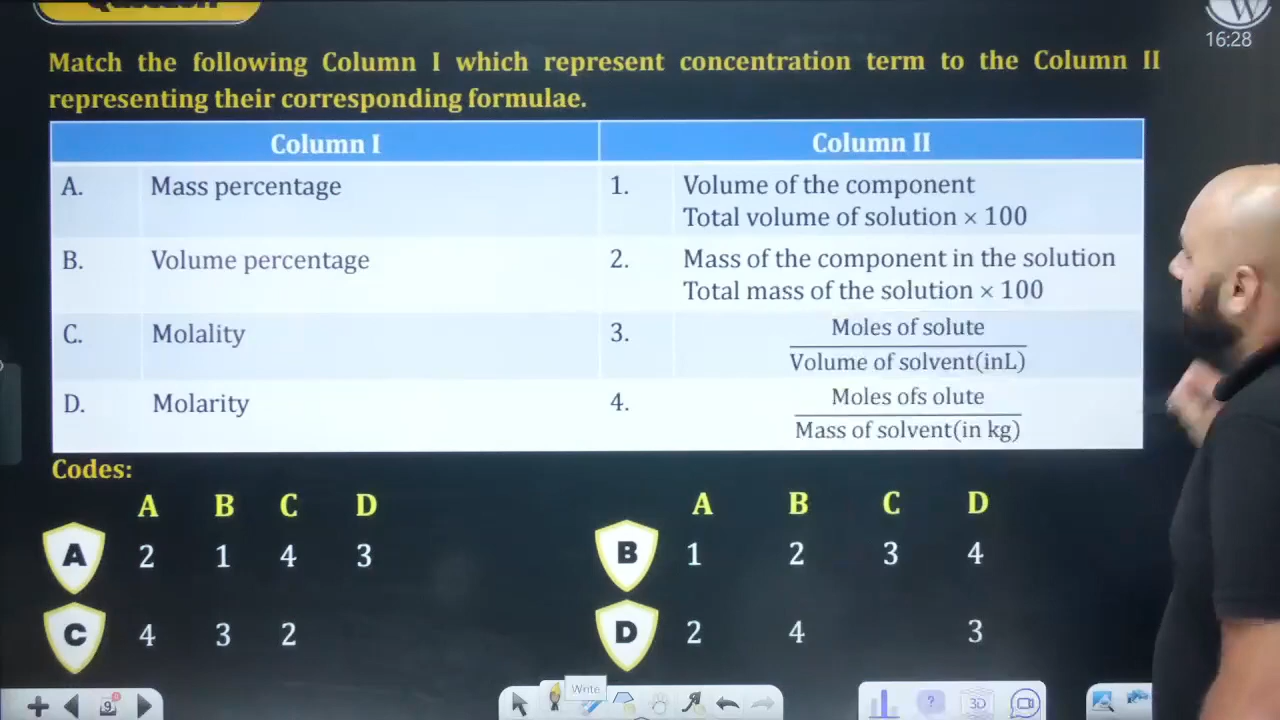 16:28
Match the following Column I which represent concentration term to the Column II
representing their corresponding formulae.
Column I Column II
A. Mass percentage 1. Volume of the component
Total volume of solution × 100
B. Volume percentage 2. Mass of the component in the solution
Total mass of the solution × 100
C. Molality 3. Moles of solute
Volume of solvent(inL)
D. Molarity 4. Moles ofs olute
Mass of solvent(in kg)
Codes:
A B C D A B C D
A 2 1 4 3 B 1 2 3 4
C 4 3 2 D 2 4 3
Write
9
3D